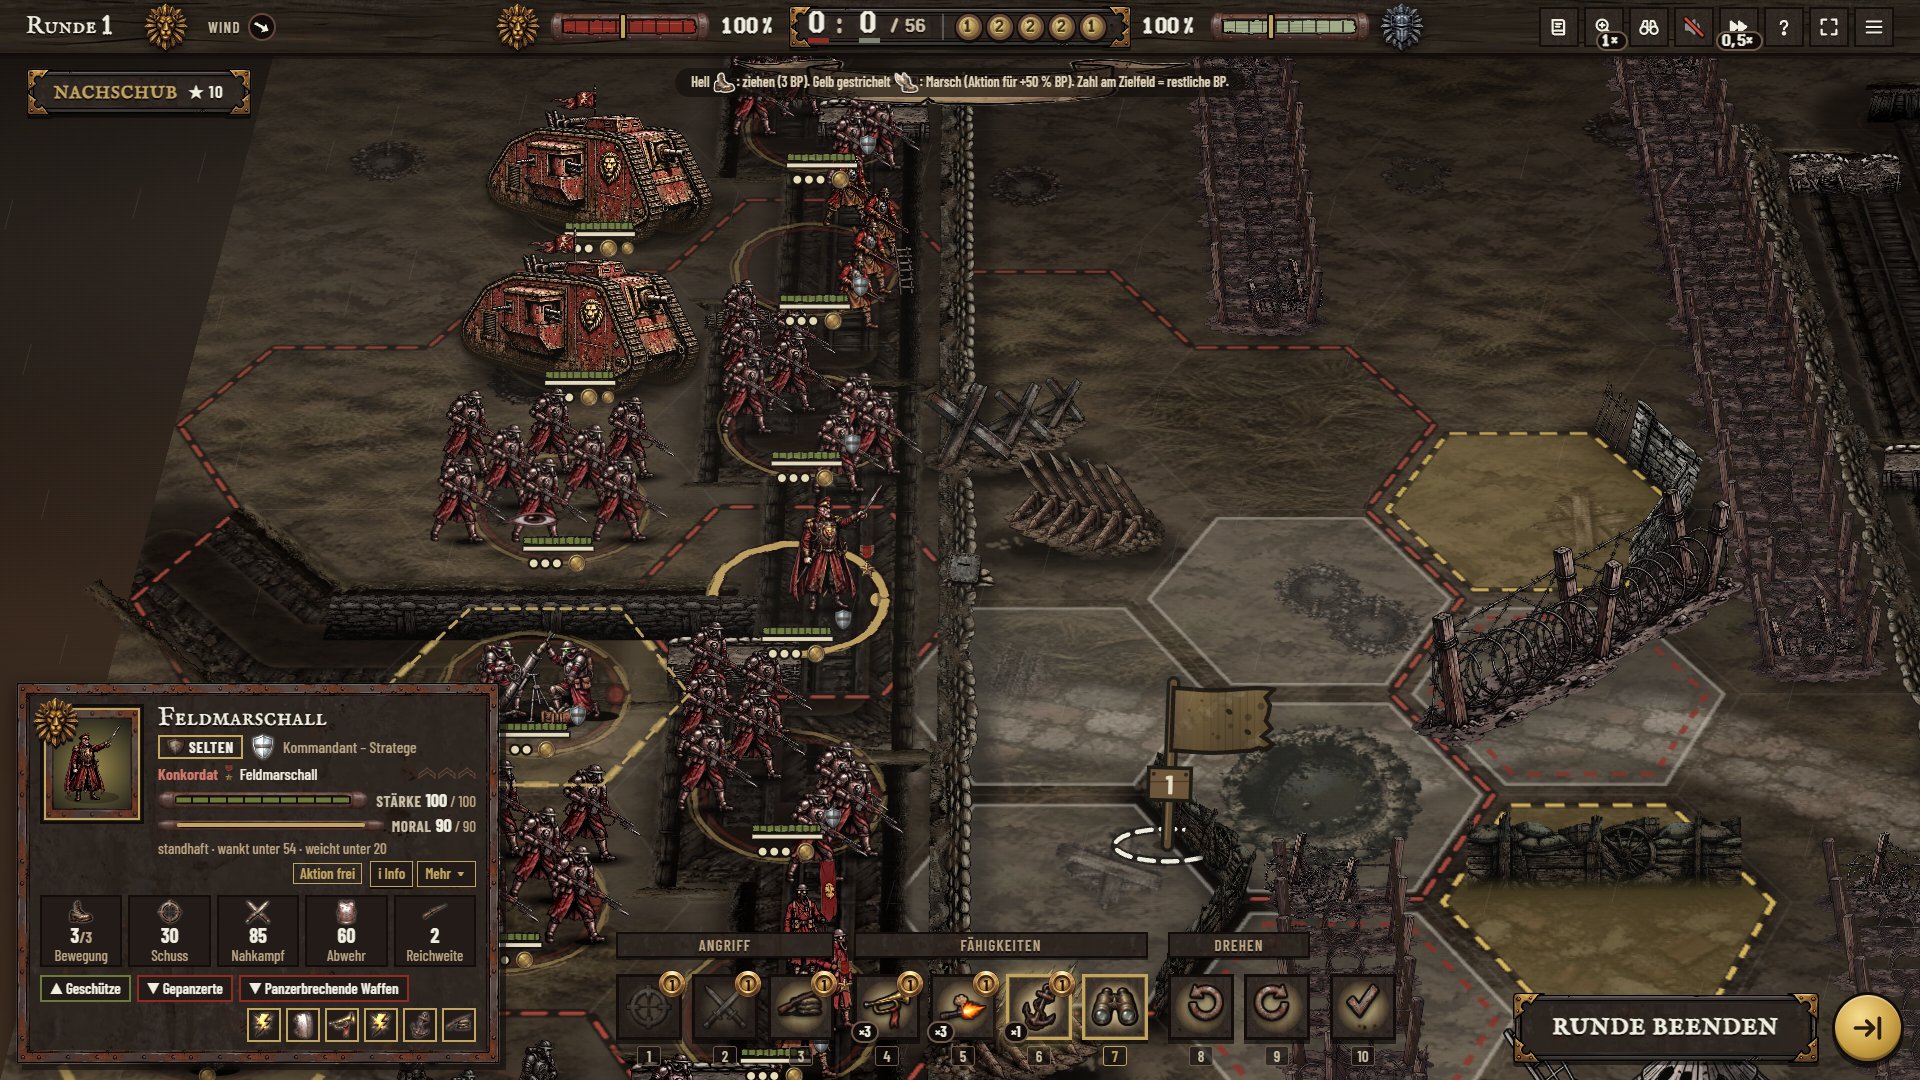 Runde 1
WIND
100 %
0 : 0 / 56
1 2 2 2 1
100 %
1×
0,5×
?
NACHSCHUB ★ 10
Hell : ziehen (3 BP). Gelb gestrichelt : Marsch (Aktion für +50 % BP). Zahl am Zielfeld = restliche BP.
1
Feldmarschall
SELTEN Kommandant – Stratege
Konkordat Feldmarschall
STÄRKE 100 / 100
MORAL 90 / 90
standhaft · wankt unter 54 · weicht unter 20
Aktion frei
i Info
Mehr
3/3 30 85 60 2
Bewegung Schuss Nahkampf Abwehr Reichweite
▲ Geschütze ▼ Gepanzerte ▼ Panzerbrechende Waffen
ANGRIFF FÄHIGKEITEN DREHEN
1 1 1 1 1 1
×3 ×3 ×1
1 2 3 4 5 6 7 8 9 10
RUNDE BEENDEN